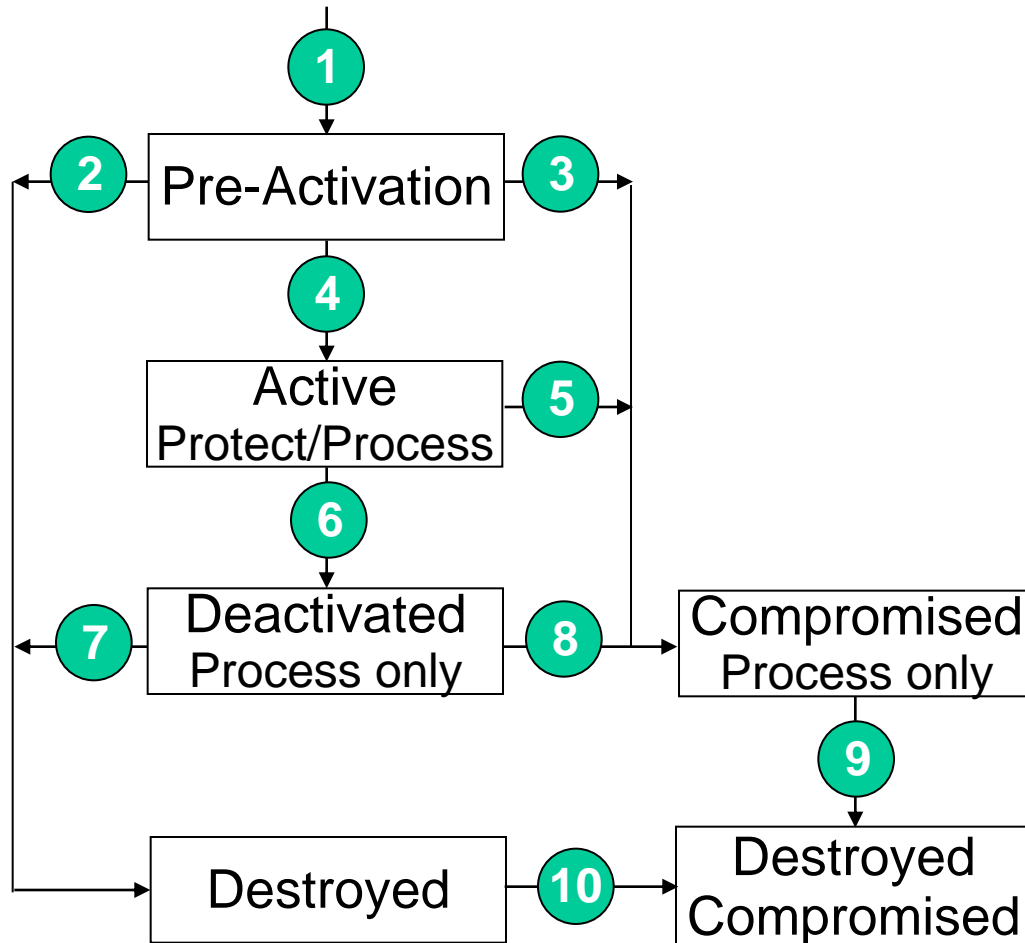 1
2
Pre-Activation
3
4
Active
Protect/Process
5
6
7
Deactivated
Process only
8
Compromised
Process only
9
Destroyed
10
Destroyed
Compromised